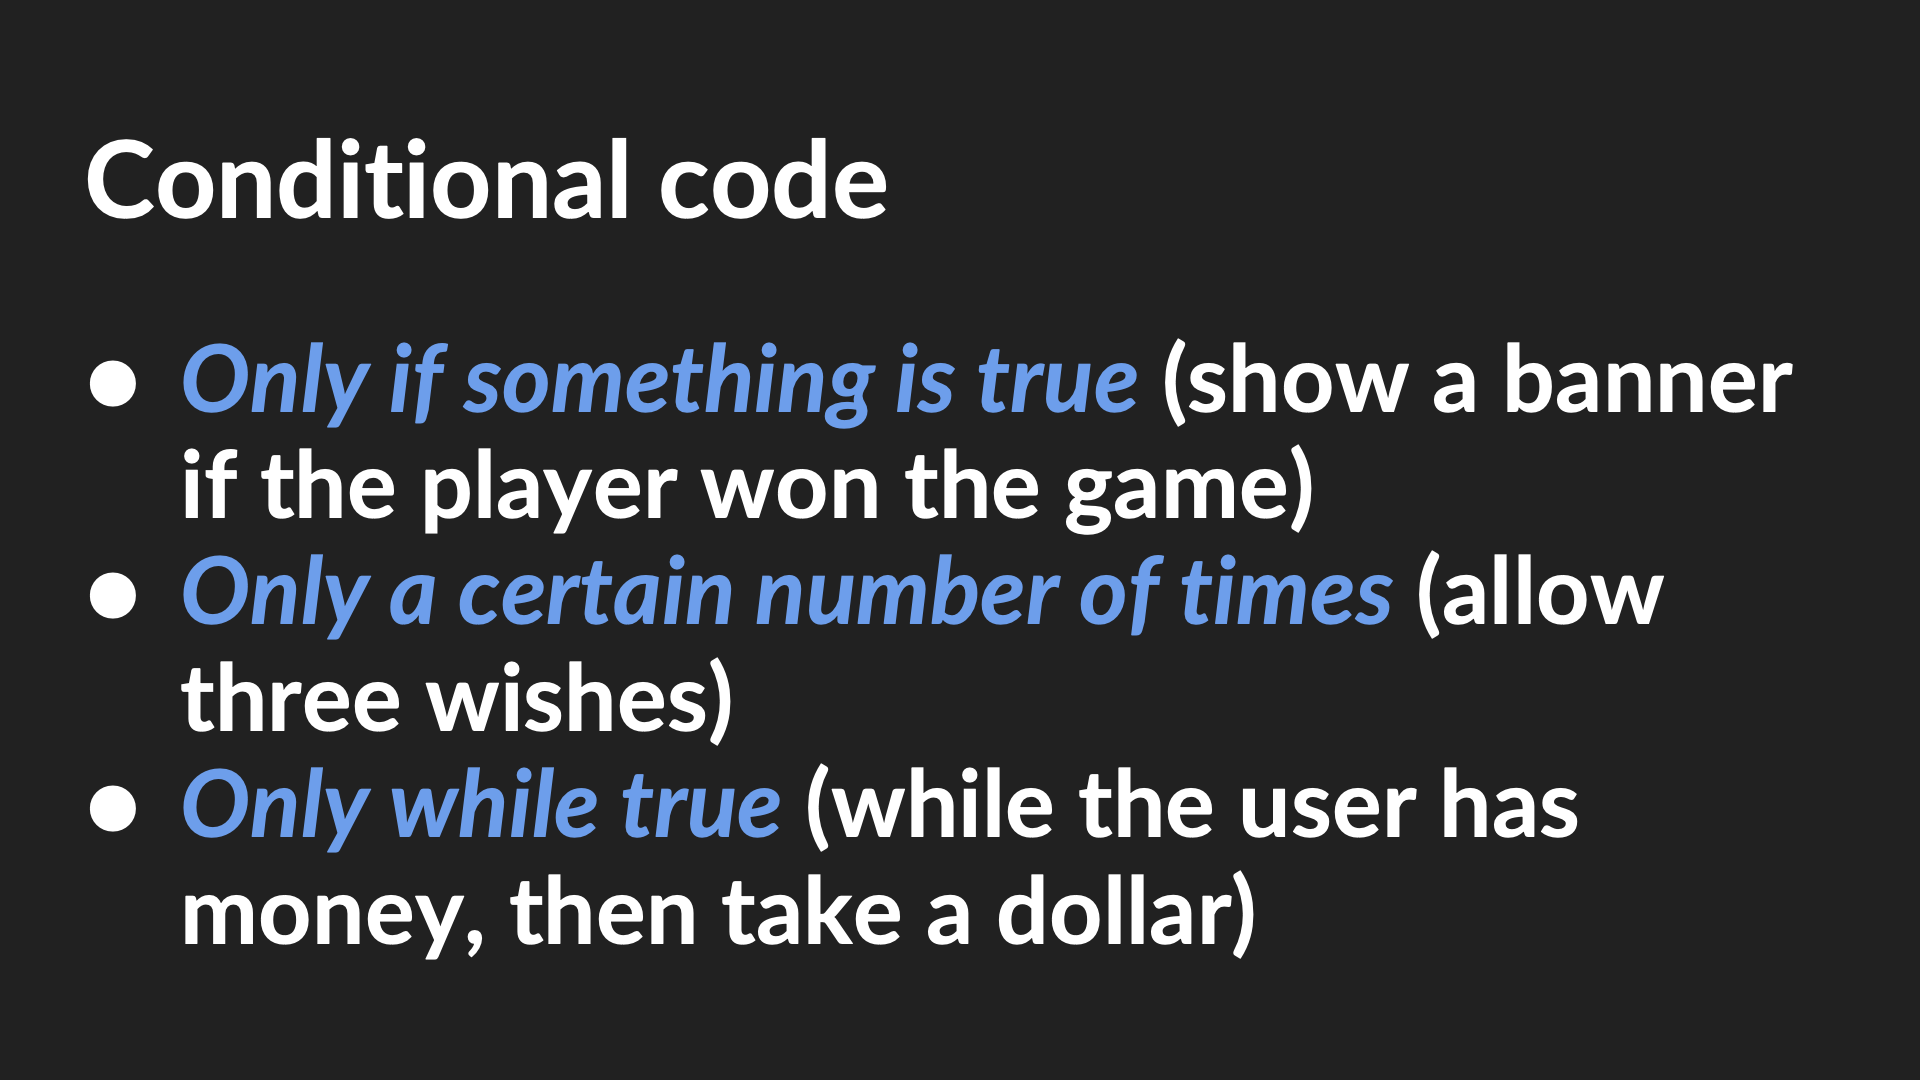 Conditional code
● Only if something is true (show a banner
if the player won the game)
● Only a certain number of times (allow
three wishes)
● Only while true (while the user has
money, then take a dollar)